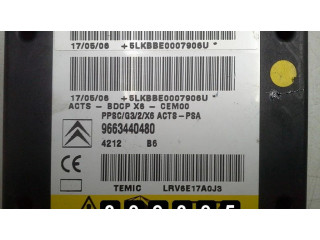 17/05/06 +5LKBBE0007906U
17/05/06 +5LKBBE0007906U
ACTS - BDCP X6 - CEM00
PPSC/G3/2/X6 ACTS-PSA
9663440480
4212 B6
CE
TEMIC LRV6E17A0J3